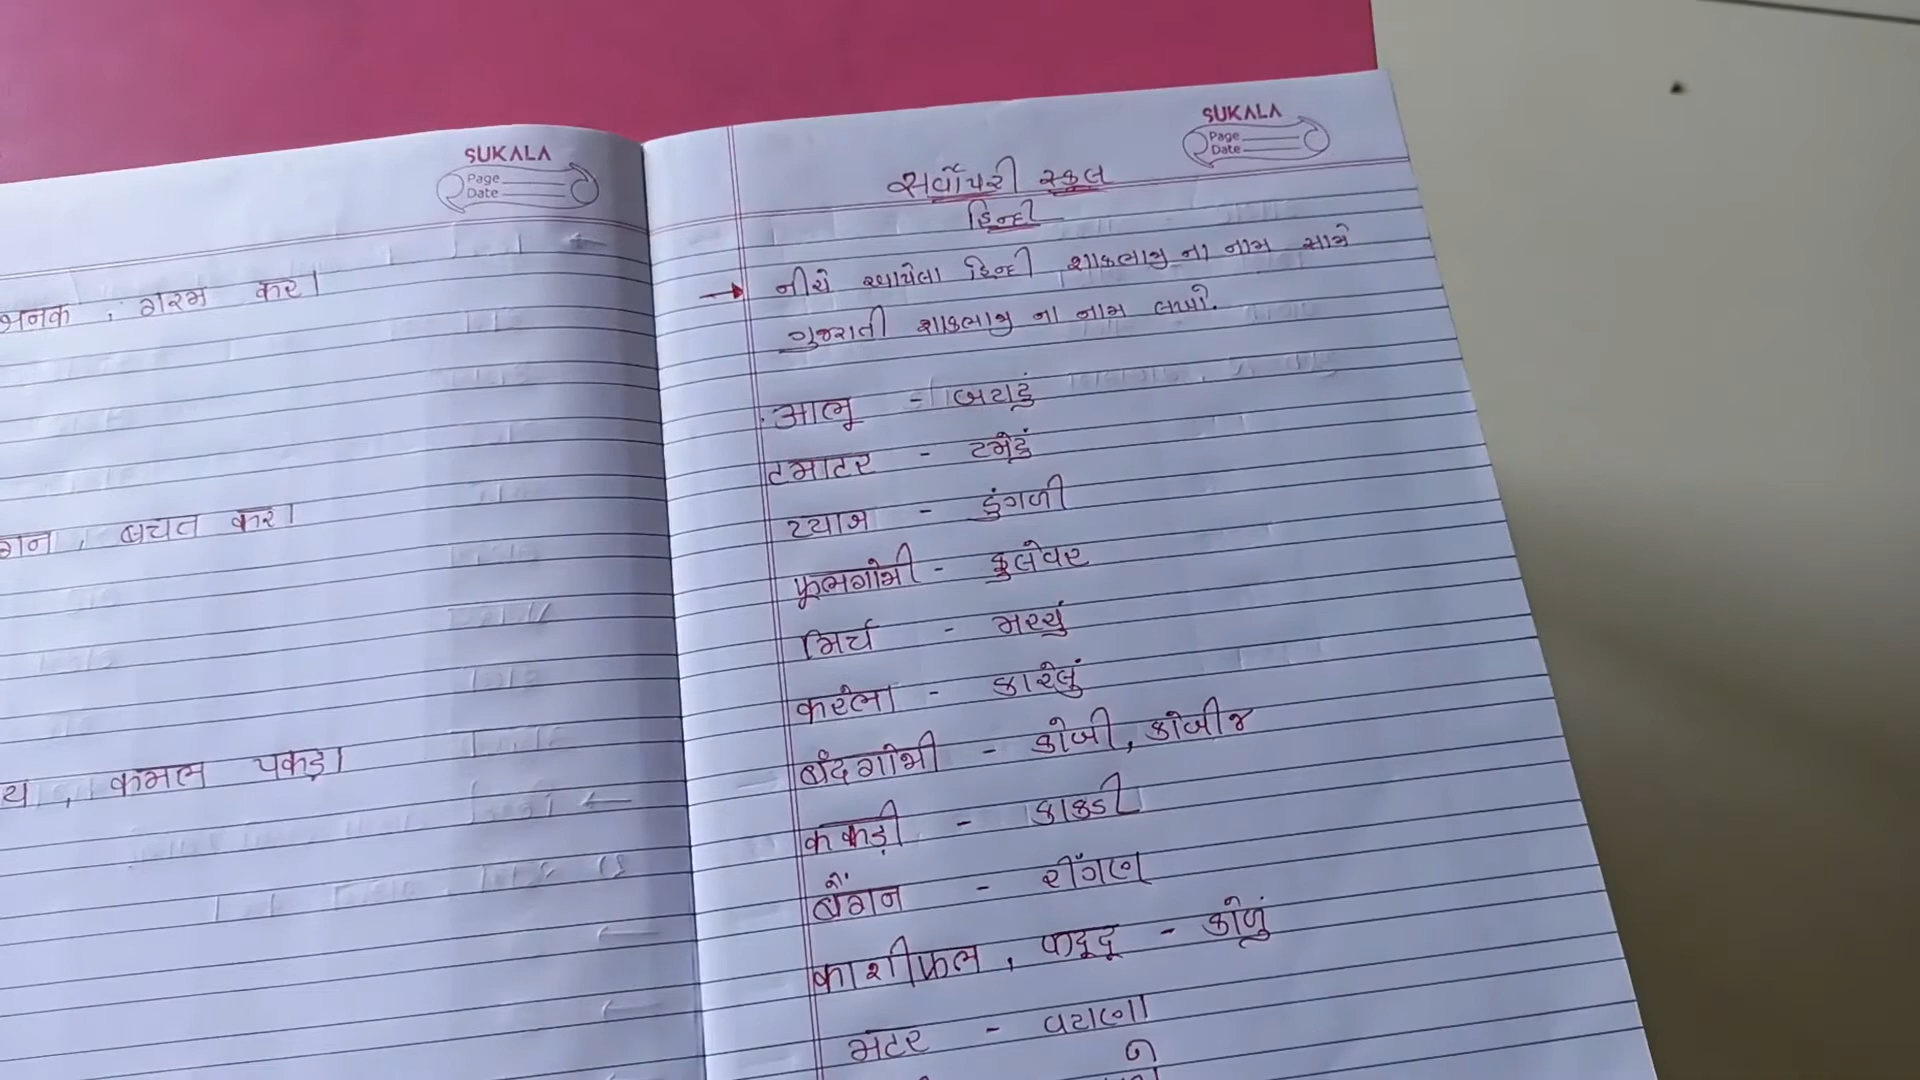 SUKALA
Page
Date
गरम कर।
बचत कर।
कमल पकड़।
SUKALA
Page
Date
સર્વોપરી સ્કુલ
હિન્દી
નીચે આપેલા હિન્દી શાકભાજી ના નામ સામે
ગુજરાતી શાકભાજી ના નામ લખો.
आलू - બટાકું
टमाटर - ટમેટું
प्याज - ડુંગળી
फूलगोभी - ફુલેવર
मिर्च - મરચું
करेला - કારેલું
बंदगोभी - કોબી, કોબીજ
ककड़ी - કાકડી
बैंगन - રીંગણ
काशीफल, कदूदू - કોળું
मटर - વટાણા